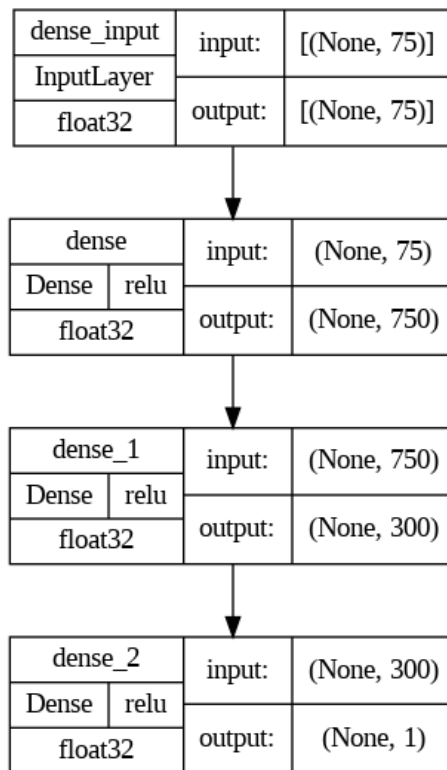 dense_input
InputLayer
float32
input:
[(None, 75)]
output:
[(None, 75)]
dense
Dense
relu
float32
input:
(None, 75)
output:
(None, 750)
dense_1
Dense
relu
float32
input:
(None, 750)
output:
(None, 300)
dense_2
Dense
relu
float32
input:
(None, 300)
output:
(None, 1)